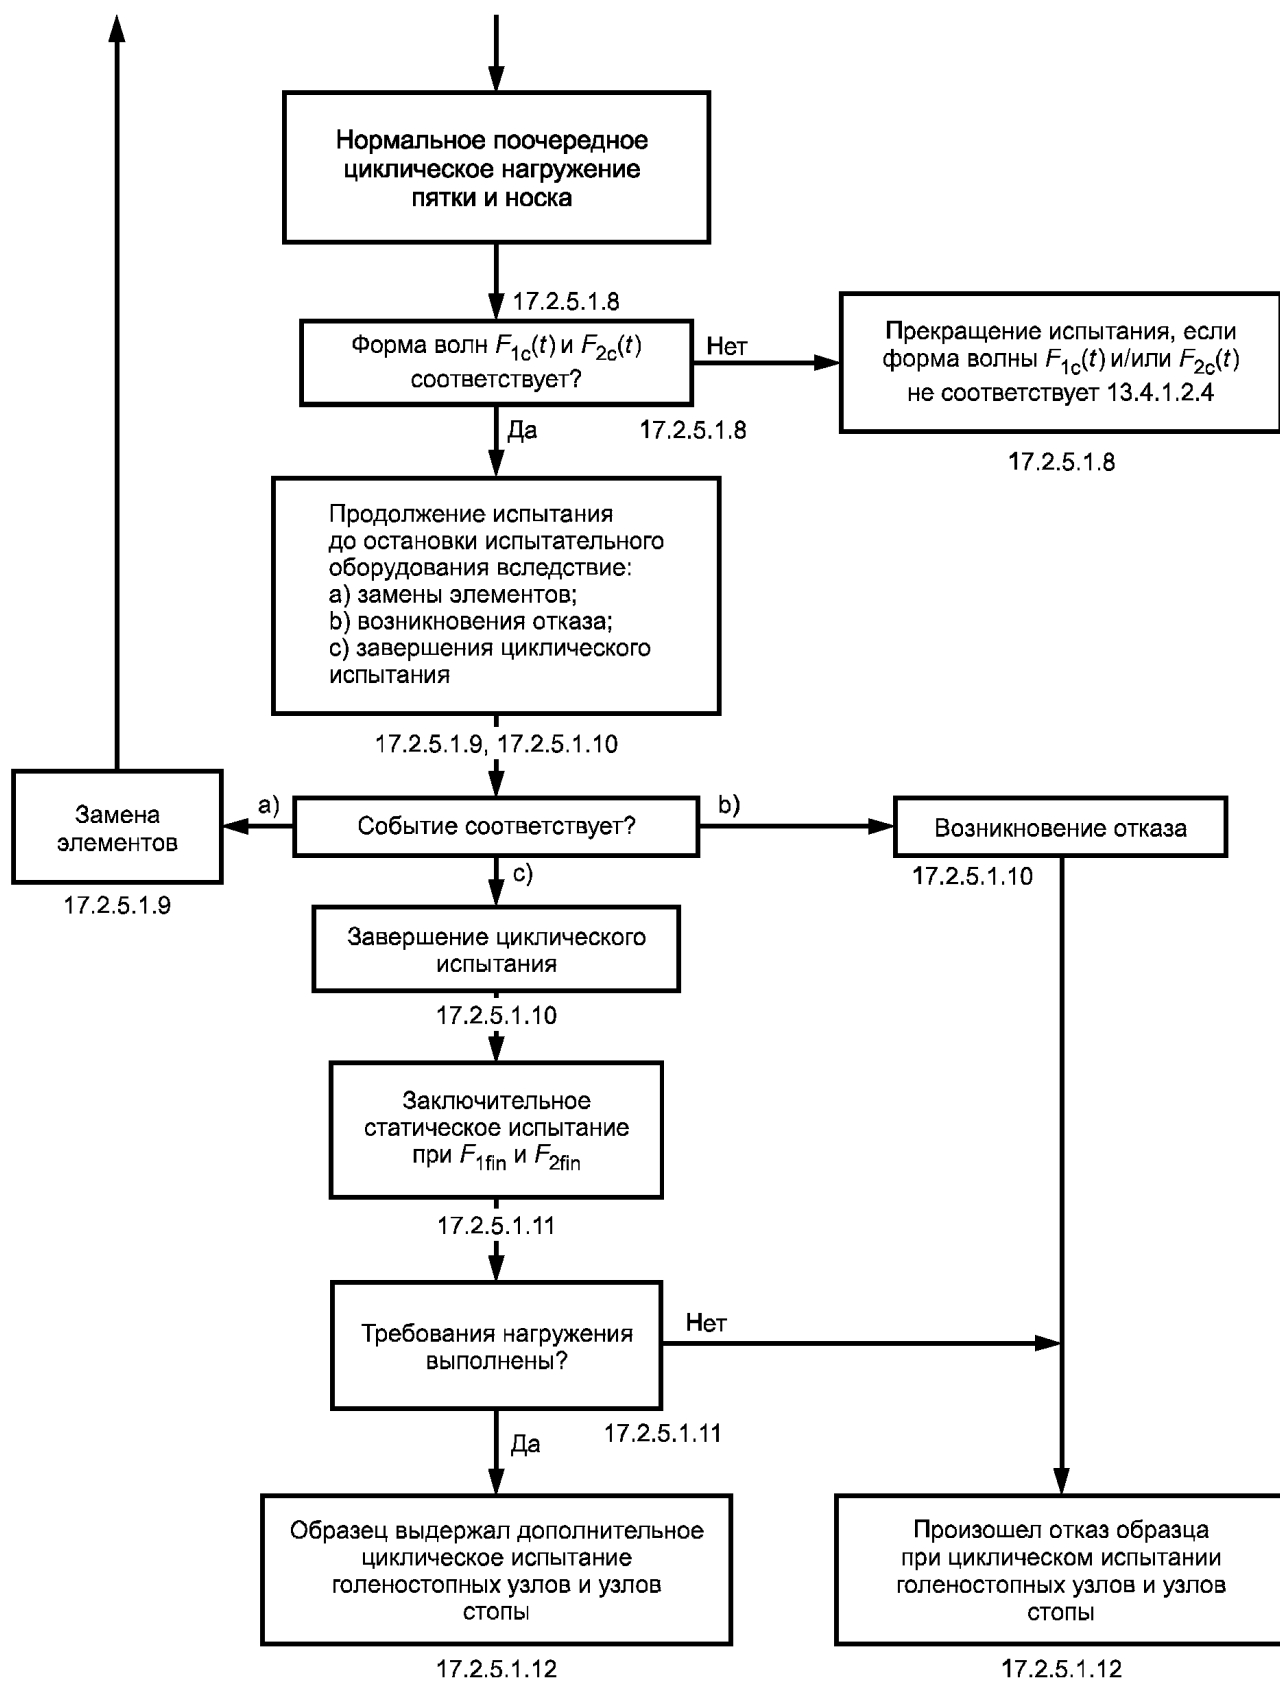 Нормальное поочередное
циклическое нагружение
пятки и носка
17.2.5.1.8
Форма волн F1c(t) и F2c(t)
соответствует?
Нет
Прекращение испытания, если
форма волны F1c(t) и/или F2c(t)
не соответствует 13.4.1.2.4
Да
17.2.5.1.8
17.2.5.1.8
Продолжение испытания
до остановки испытательного
оборудования вследствие:
a) замены элементов;
b) возникновения отказа;
c) завершения циклического
испытания
17.2.5.1.9, 17.2.5.1.10
Замена
элементов
a)
Событие соответствует?
b)
Возникновение отказа
17.2.5.1.9
c)
17.2.5.1.10
Завершение циклического
испытания
17.2.5.1.10
Заключительное
статическое испытание
при F1fin и F2fin
17.2.5.1.11
Требования нагружения
выполнены?
Нет
Да
17.2.5.1.11
Образец выдержал дополнительное
циклическое испытание
голеностопных узлов и узлов
стопы
17.2.5.1.12
Произошел отказ образца
при циклическом испытании
голеностопных узлов и узлов
стопы
17.2.5.1.12